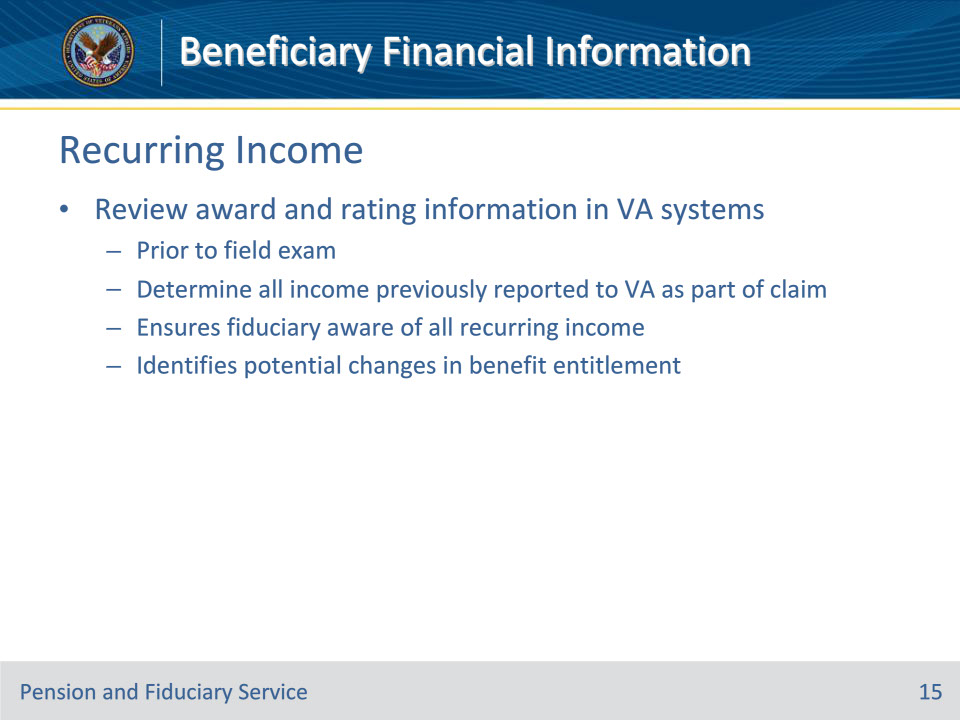 Beneficiary Financial Information
Recurring Income
• Review award and rating information in VA systems
– Prior to field exam
– Determine all income previously reported to VA as part of claim
– Ensures fiduciary aware of all recurring income
– Identifies potential changes in benefit entitlement
Pension and Fiduciary Service
15